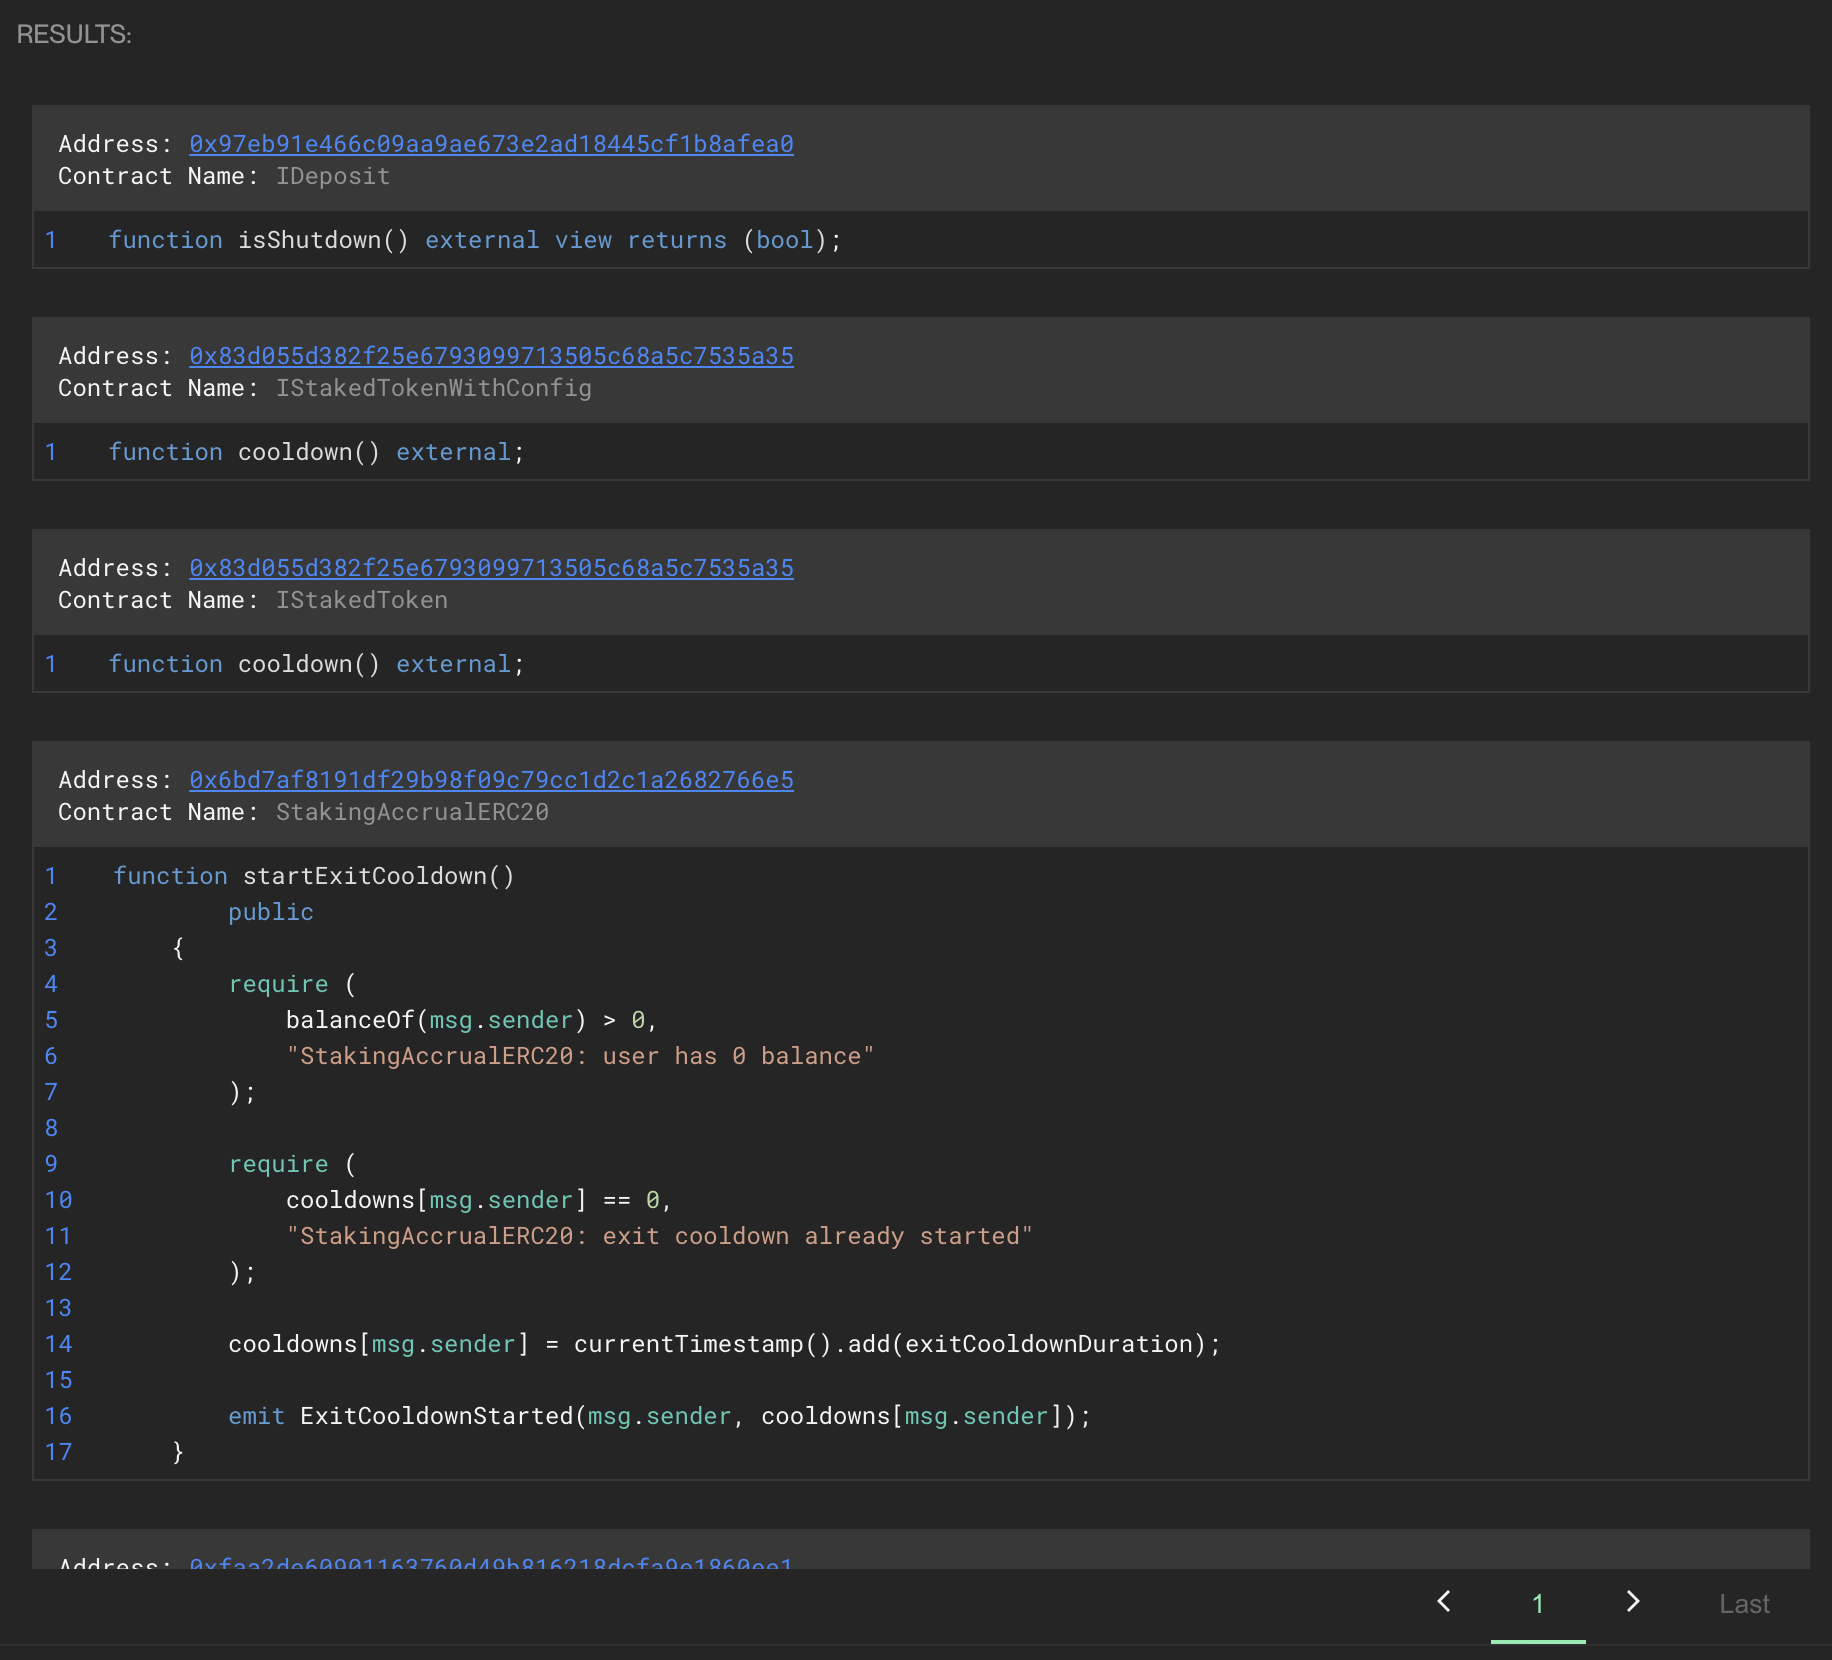 RESULTS:
Address: 0x97eb91e466c09aa9ae673e2ad18445cf1b8afea0
Contract Name: IDeposit
1 function isShutdown() external view returns (bool);
Address: 0x83d055d382f25e6793099713505c68a5c7535a35
Contract Name: IStakedTokenWithConfig
1 function cooldown() external;
Address: 0x83d055d382f25e6793099713505c68a5c7535a35
Contract Name: IStakedToken
1 function cooldown() external;
Address: 0x6bd7af8191df29b98f09c79cc1d2c1a2682766e5
Contract Name: StakingAccrualERC20
1 function startExitCooldown()
2 public
3 {
4 require (
5 balanceOf(msg.sender) > 0,
6 "StakingAccrualERC20: user has 0 balance"
7 );
8
9 require (
10 cooldowns[msg.sender] == 0,
11 "StakingAccrualERC20: exit cooldown already started"
12 );
13
14 cooldowns[msg.sender] = currentTimestamp().add(exitCooldownDuration);
15
16 emit ExitCooldownStarted(msg.sender, cooldowns[msg.sender]);
17 }
Address: 0xfaa2de60901163760d49b816218dcfa9e1860ee1
< 1 > Last